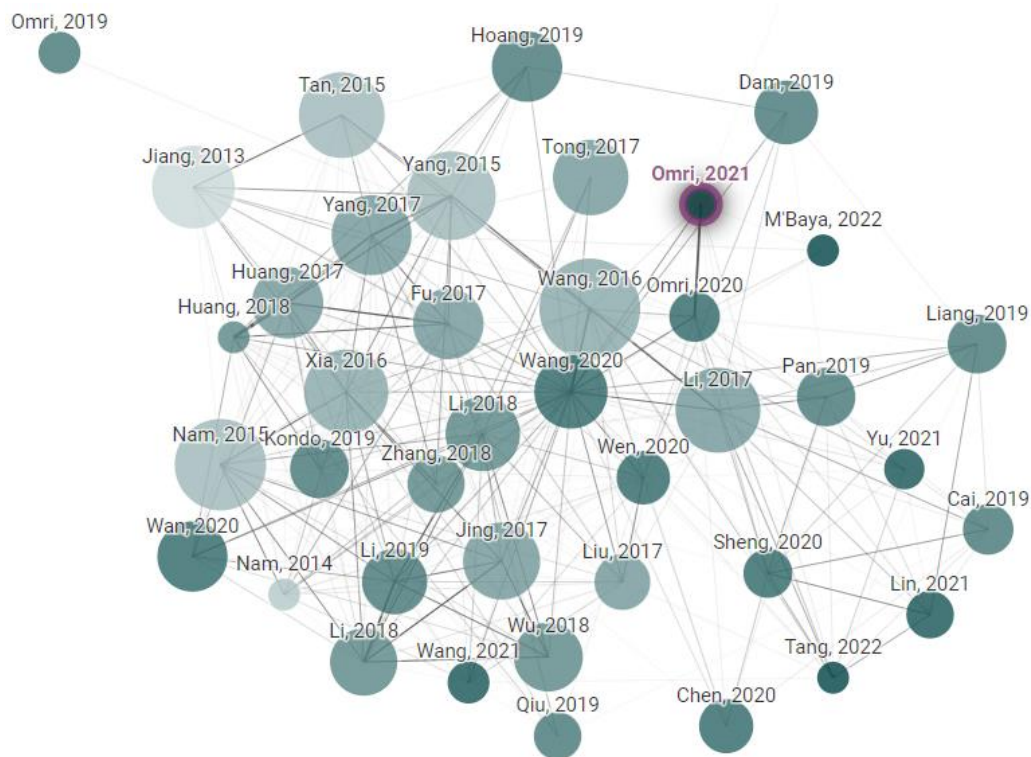 Omri, 2019
Hoang, 2019
Tan, 2015
Dam, 2019
Jiang, 2013
Yang, 2015
Tong, 2017
Omri, 2021
Yang, 2017
M'Baya, 2022
Huang, 2017
Wang, 2016
Omri, 2020
Huang, 2018
Fu, 2017
Liang, 2019
Xia, 2016
Wang, 2020
Pan, 2019
Li, 2017
Li, 2018
Nam, 2015
Kondo, 2019
Zhang, 2018
Wen, 2020
Yu, 2021
Cai, 2019
Wan, 2020
Jing, 2017
Nam, 2014
Li, 2019
Liu, 2017
Sheng, 2020
Lin, 2021
Li, 2018
Wu, 2018
Wang, 2021
Tang, 2022
Qiu, 2019
Chen, 2020